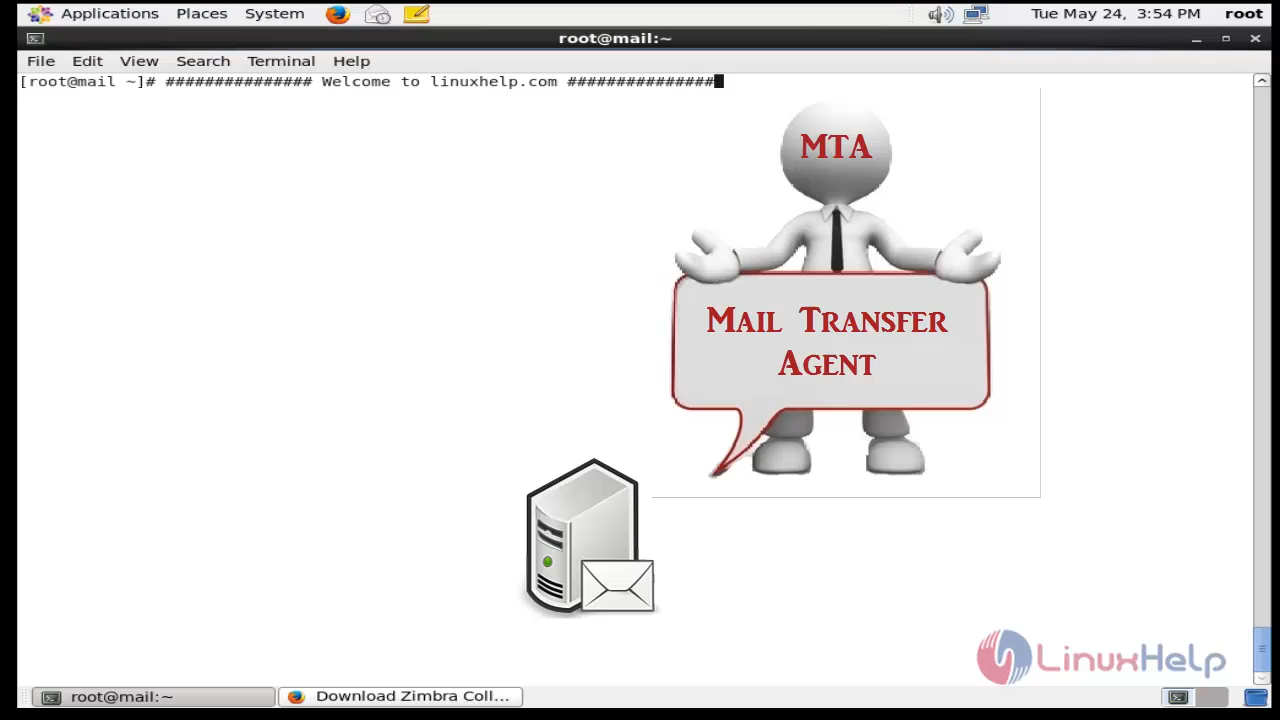 Applications Places System Tue May 24, 3:54 PM root
root@mail:~
File Edit View Search Terminal Help
[root@mail ~]# ############### Welcome to linuxhelp.com ###############
MTA
MAIL TRANSFER
AGENT
LINUXHELP
root@mail:~ Download Zimbra Coll...